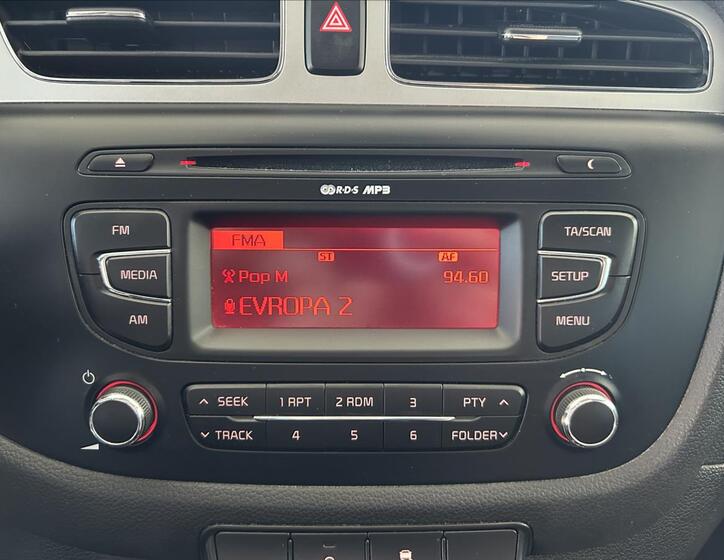 R·D·S MP3
FM
MEDIA
AM
FMA
ST AF
Pop M 94.60
EVROPA 2
TA/SCAN
SETUP
MENU
SEEK 1 RPT 2 RDM 3 PTY
TRACK 4 5 6 FOLDER